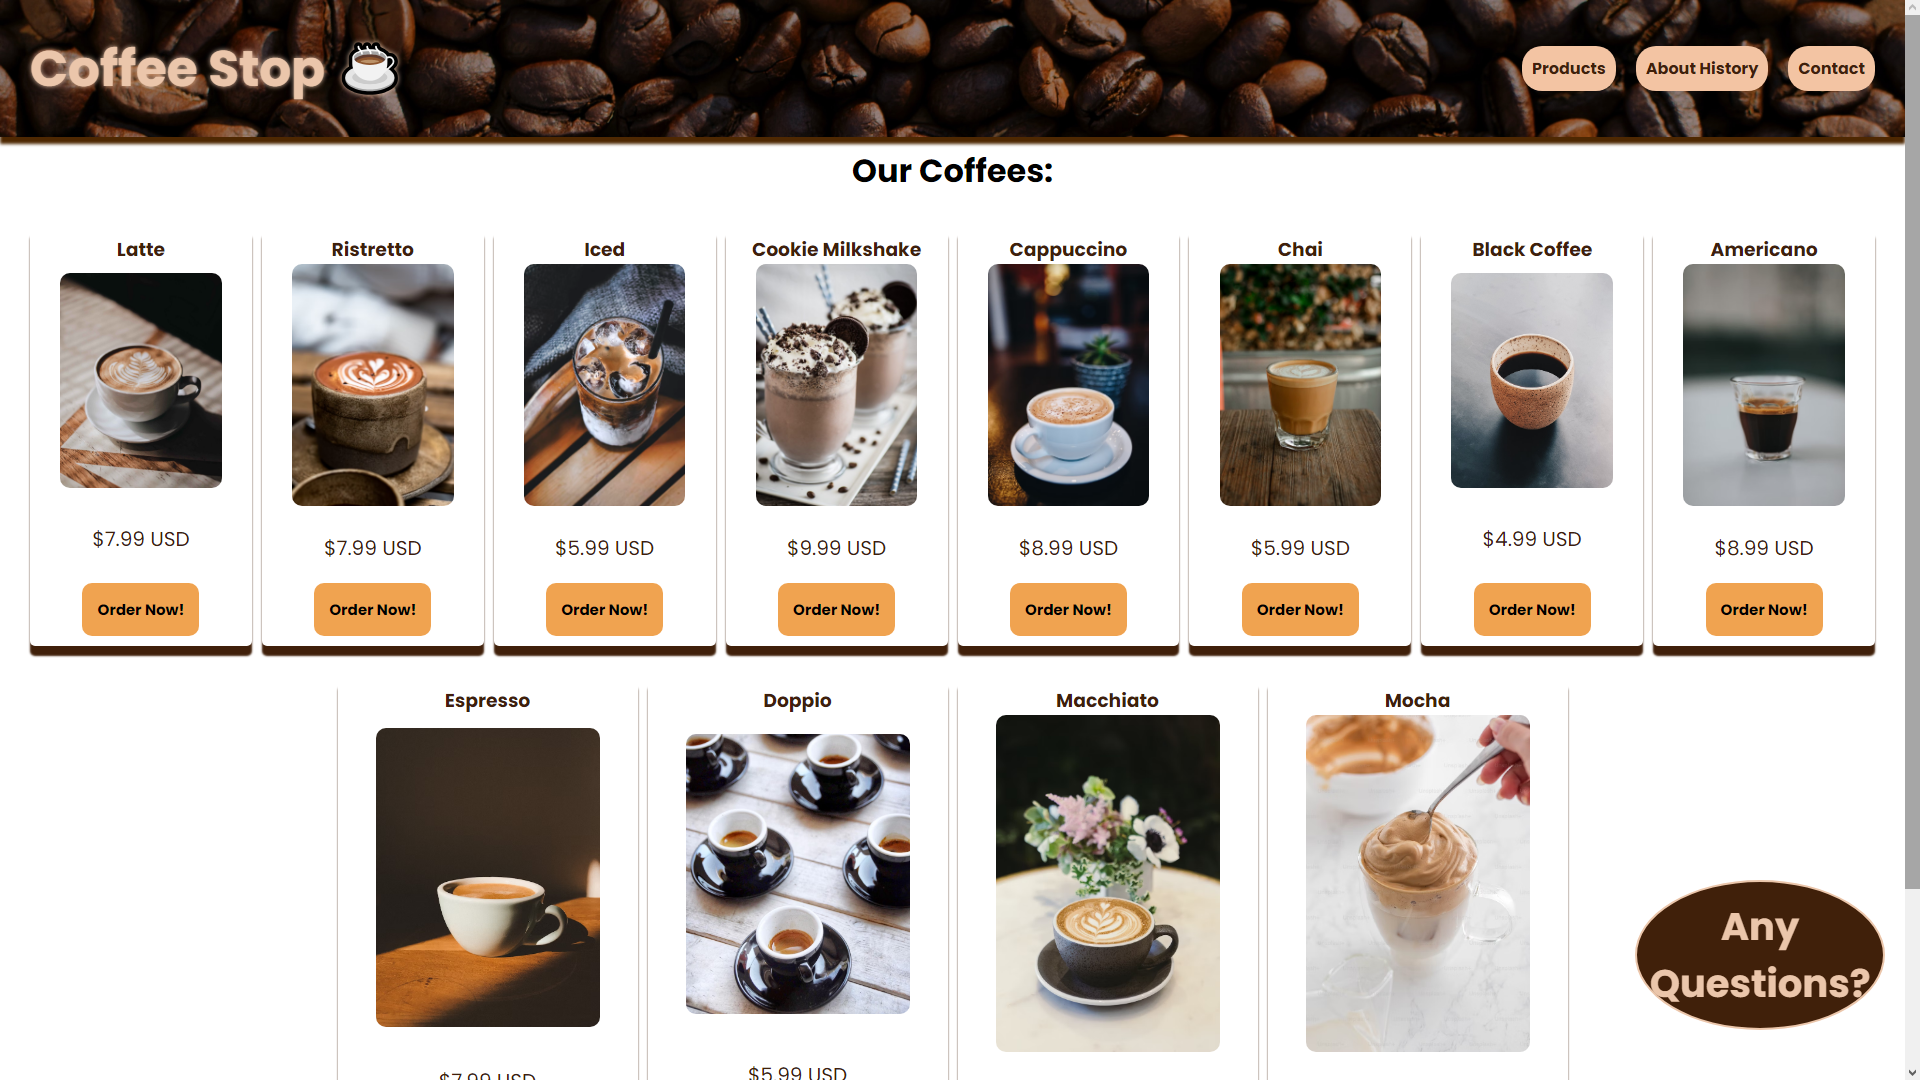 Coffee Stop
Products
About History
Contact
Our Coffees:
Latte
Ristretto
Iced
Cookie Milkshake
Cappuccino
Chai
Black Coffee
Americano
$7.99 USD
$7.99 USD
$5.99 USD
$9.99 USD
$8.99 USD
$5.99 USD
$4.99 USD
$8.99 USD
Order Now!
Order Now!
Order Now!
Order Now!
Order Now!
Order Now!
Order Now!
Order Now!
Espresso
Doppio
Macchiato
Mocha
Any
Questions?
$7.99 USD
$5.99 USD